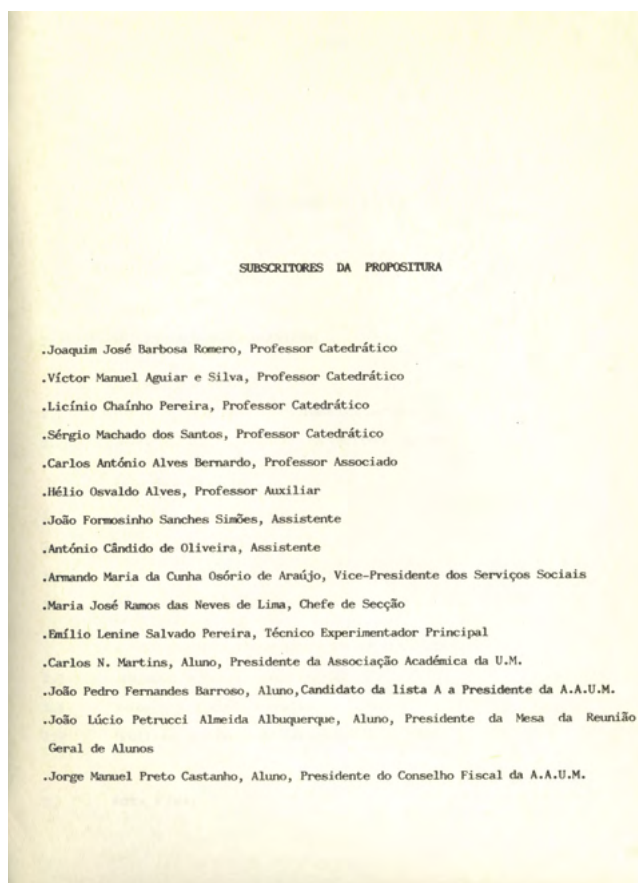 SUBSCRITORES DA PROPOSITURA
.Joaquim José Barbosa Romero, Professor Catedrático
.Víctor Manuel Aguiar e Silva, Professor Catedrático
.Licínio Chaínho Pereira, Professor Catedrático
.Sérgio Machado dos Santos, Professor Catedrático
.Carlos António Alves Bernardo, Professor Associado
.Hélio Osvaldo Alves, Professor Auxiliar
.João Formosinho Sanches Simões, Assistente
.António Cândido de Oliveira, Assistente
.Armando Maria da Cunha Osório de Araújo, Vice-Presidente dos Serviços Sociais
.Maria José Ramos das Neves de Lima, Chefe de Secção
.Emílio Lenine Salvado Pereira, Técnico Experimentador Principal
.Carlos N. Martins, Aluno, Presidente da Associação Académica da U.M.
.João Pedro Fernandes Barroso, Aluno,Candidato da lista A a Presidente da A.A.U.M.
.João Lúcio Petrucci Almeida Albuquerque, Aluno, Presidente da Mesa da Reunião
Geral de Alunos
.Jorge Manuel Preto Castanho, Aluno, Presidente do Conselho Fiscal da A.A.U.M.